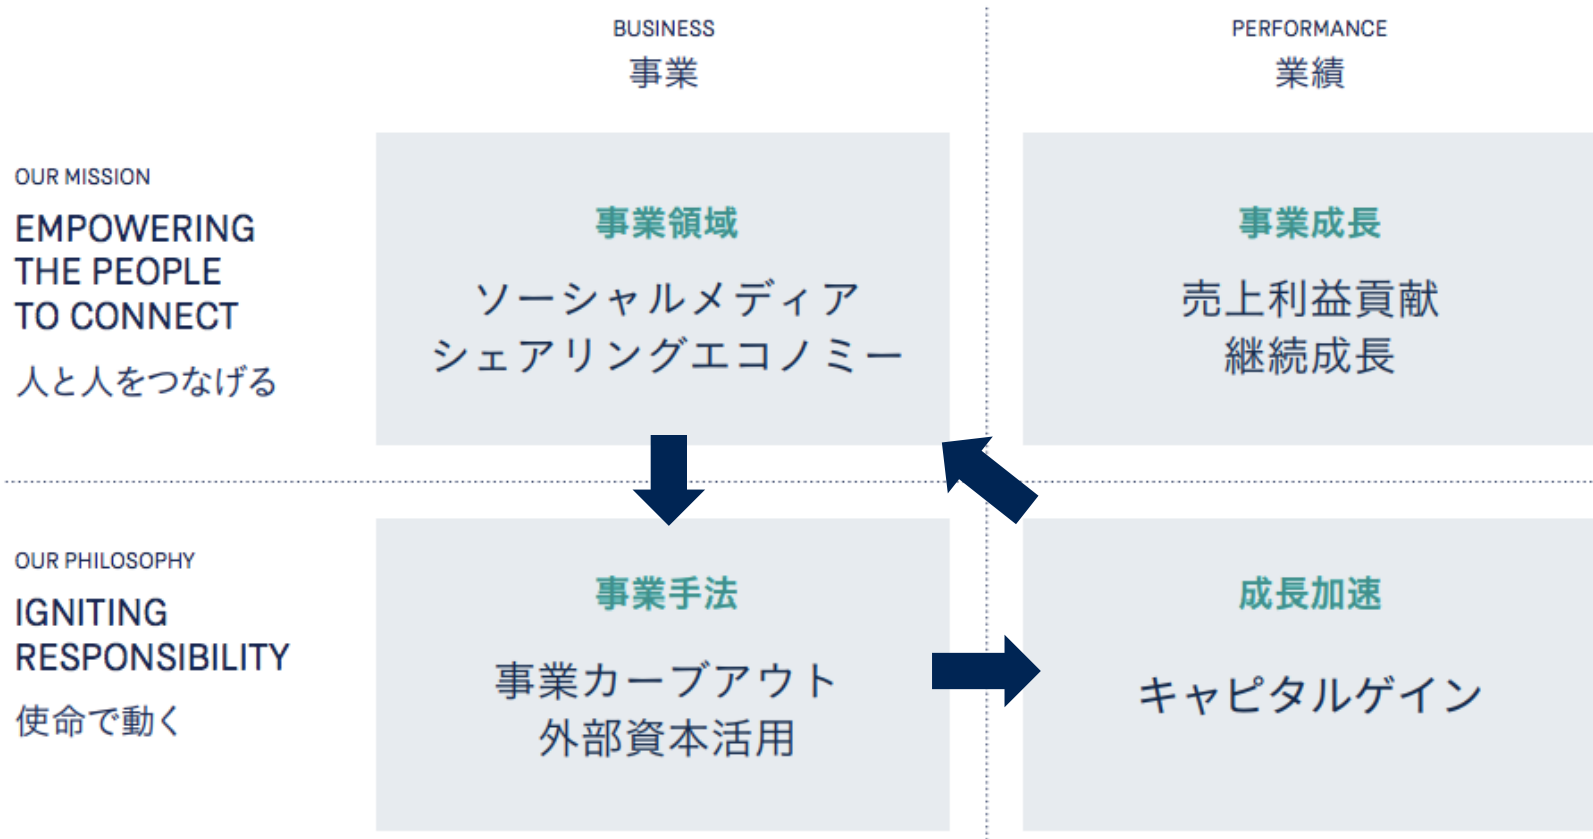 BUSINESS
事業
PERFORMANCE
業績
OUR MISSION
EMPOWERING
THE PEOPLE
TO CONNECT
人と人をつなげる
事業領域
ソーシャルメディア
シェアリングエコノミー
事業成長
売上利益貢献
継続成長
OUR PHILOSOPHY
IGNITING
RESPONSIBILITY
使命で動く
事業手法
事業カーブアウト
外部資本活用
成長加速
キャピタルゲイン